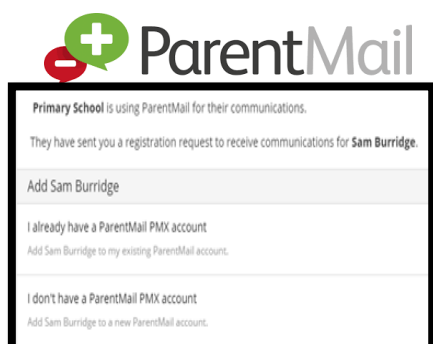 ParentMail
Primary School is using ParentMail for their communications.
They have sent you a registration request to receive communications for Sam Burridge.
Add Sam Burridge
I already have a ParentMail PMX account
Add Sam Burridge to my existing ParentMail account.
I don't have a ParentMail PMX account
Add Sam Burridge to a new ParentMail account.